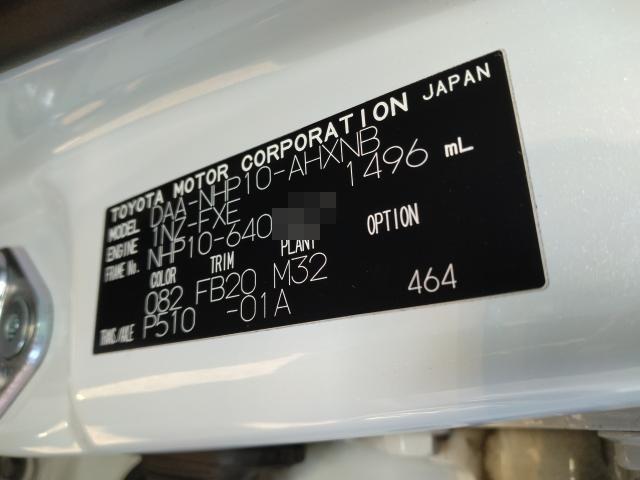 TOYOTA MOTOR CORPORATION JAPAN
MODEL DAA-NHP10-AHXNB
ENGINE 1NZ-FXE 1496 mL
FRAME No. NHP10-640
COLOR TRIM PLANT OPTION
082 FB20 M32
TRANS/AXLE P510 -01A 464